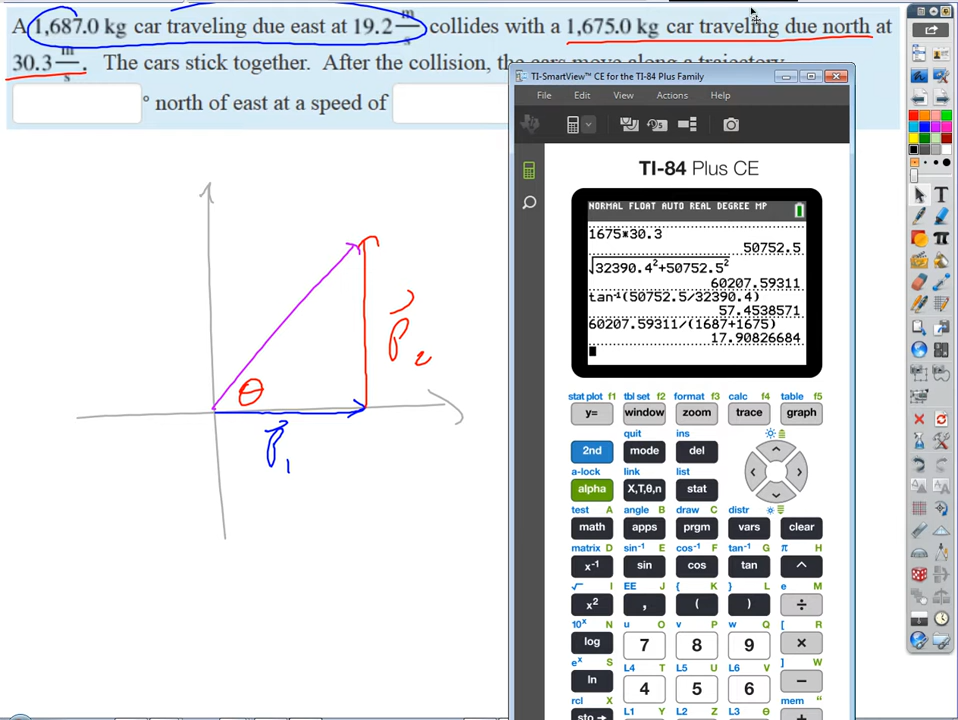 A 1,687.0 kg car traveling due east at 19.2 m/s collides with a 1,675.0 kg car traveling due north at
30.3 m/s. The cars stick together. After the collision, the cars move along a trajectory
° north of east at a speed of
θ
P⃗₂
P⃗₁
TI-SmartView™ CE for the TI-84 Plus Family
File Edit View Actions Help
TI-84 Plus CE
NORMAL FLOAT AUTO REAL DEGREE MP
1675*30.3
50752.5
√32390.4²+50752.5²
60207.59311
tan⁻¹(50752.5/32390.4)
57.4538571
60207.59311/(1687+1675)
17.90826684
stat plot f1 tbl set f2 format f3 calc f4 table f5
y= window zoom trace graph
quit ins
2nd mode del
a-lock link list
alpha X,T,θ,n stat
test A angle B draw C distr
math apps prgm vars clear
matrix D sin⁻¹ E cos⁻¹ F tan⁻¹ G π H
x⁻¹ sin cos tan ^
√ I EE J { K } L e M
x² , ( ) ÷
10ˣ N u O v P w Q [ R
log 7 8 9 ×
eˣ S L4 T L5 U L6 V ] W
ln 4 5 6 −
rcl X L1 Y L2 Z L3 θ mem "
sto→ +
T
π